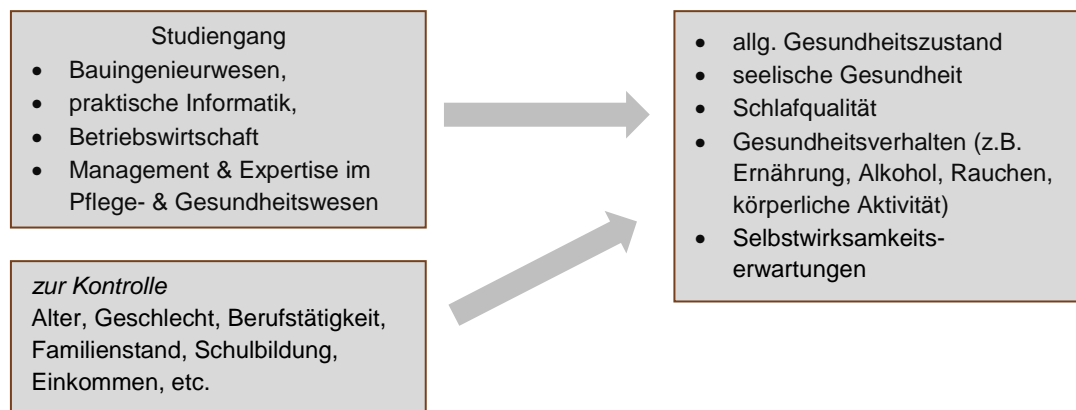 Studiengang
• Bauingenieurwesen,
• praktische Informatik,
• Betriebswirtschaft
• Management & Expertise im
Pflege- & Gesundheitswesen
zur Kontrolle
Alter, Geschlecht, Berufstätigkeit,
Familienstand, Schulbildung,
Einkommen, etc.
• allg. Gesundheitszustand
• seelische Gesundheit
• Schlafqualität
• Gesundheitsverhalten (z.B.
Ernährung, Alkohol, Rauchen,
körperliche Aktivität)
• Selbstwirksamkeits-
erwartungen